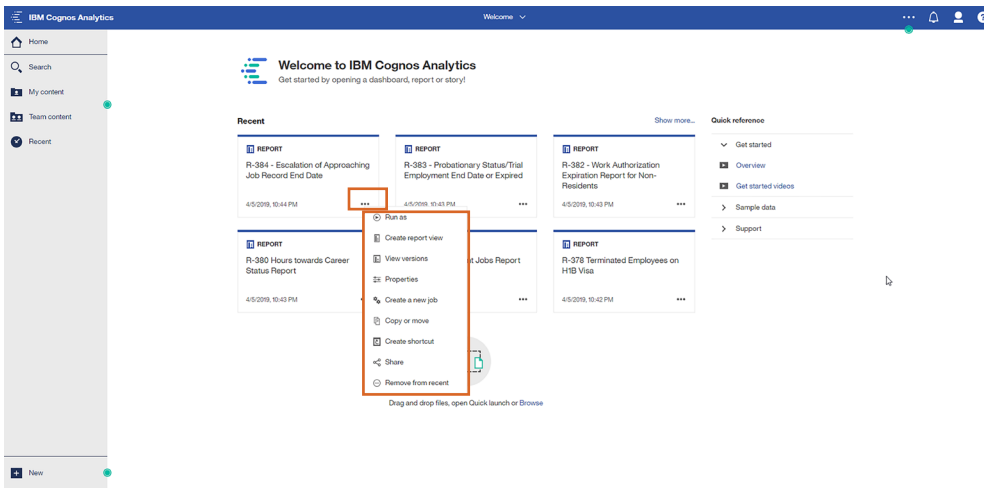 IBM Cognos Analytics
Welcome
Home
Search
My content
Team content
Recent
New
Welcome to IBM Cognos Analytics
Get started by opening a dashboard, report or story!
Recent
Show more...
REPORT
R-384 - Escalation of Approaching
Job Record End Date
4/5/2019, 10:44 PM
REPORT
R-383 - Probationary Status/Trial
Employment End Date or Expired
4/5/2019, 10:43 PM
REPORT
R-382 - Work Authorization
Expiration Report for Non-
Residents
4/5/2019, 10:43 PM
REPORT
R-380 Hours towards Career
Status Report
4/5/2019, 10:43 PM
Jobs Report
REPORT
R-378 Terminated Employees on
H1B Visa
4/5/2019, 10:42 PM
Run as
Create report view
View versions
Properties
Create a new job
Copy or move
Create shortcut
Share
Remove from recent
Drag and drop files, open Quick launch or Browse
Quick reference
Get started
Overview
Get started videos
Sample data
Support